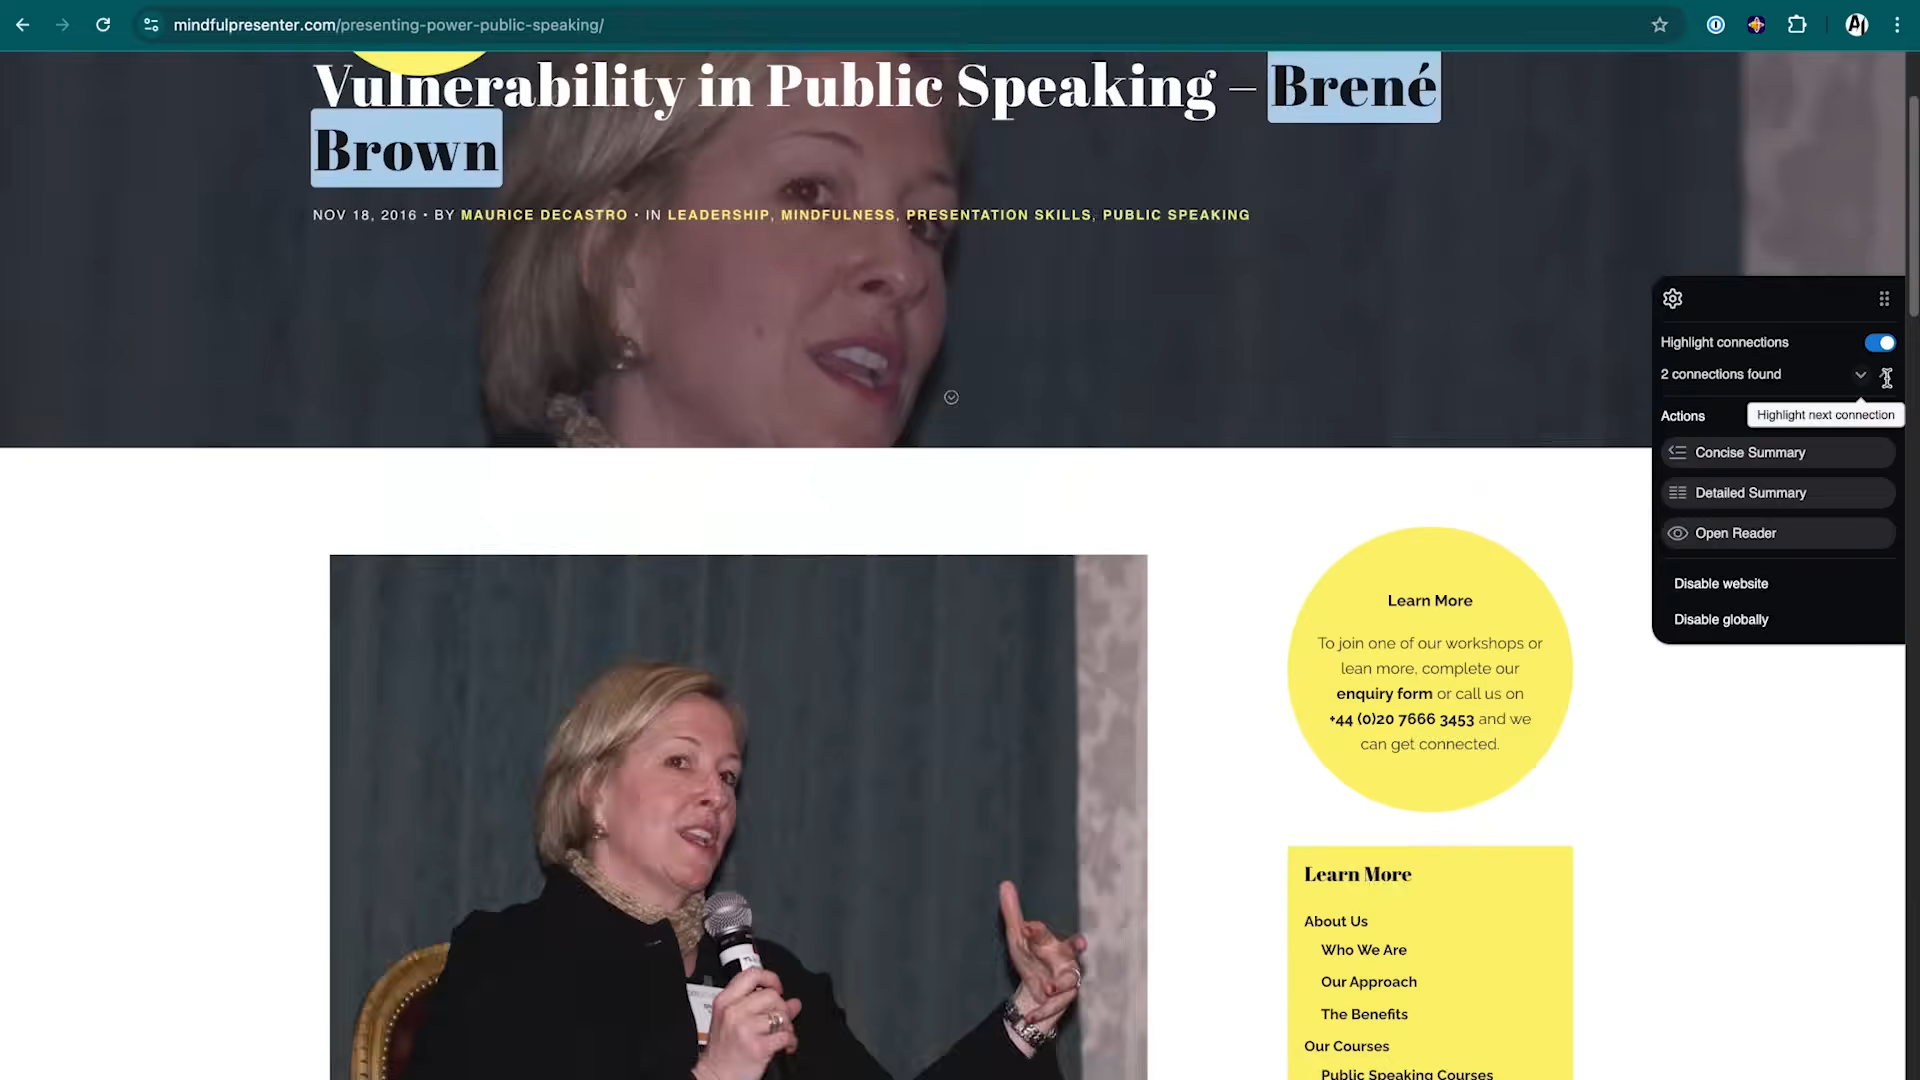 mindfulpresenter.com/presenting-power-public-speaking/
Vulnerability in Public Speaking – Brené
Brown
NOV 18, 2016 • BY MAURICE DECASTRO • IN LEADERSHIP, MINDFULNESS, PRESENTATION SKILLS, PUBLIC SPEAKING
Highlight connections
2 connections found
Actions
Highlight next connection
Concise Summary
Detailed Summary
Open Reader
Disable website
Disable globally
Learn More
To join one of our workshops or
lean more, complete our
enquiry form or call us on
+44 (0)20 7666 3453 and we
can get connected.
Learn More
About Us
Who We Are
Our Approach
The Benefits
Our Courses
Public Speaking Courses